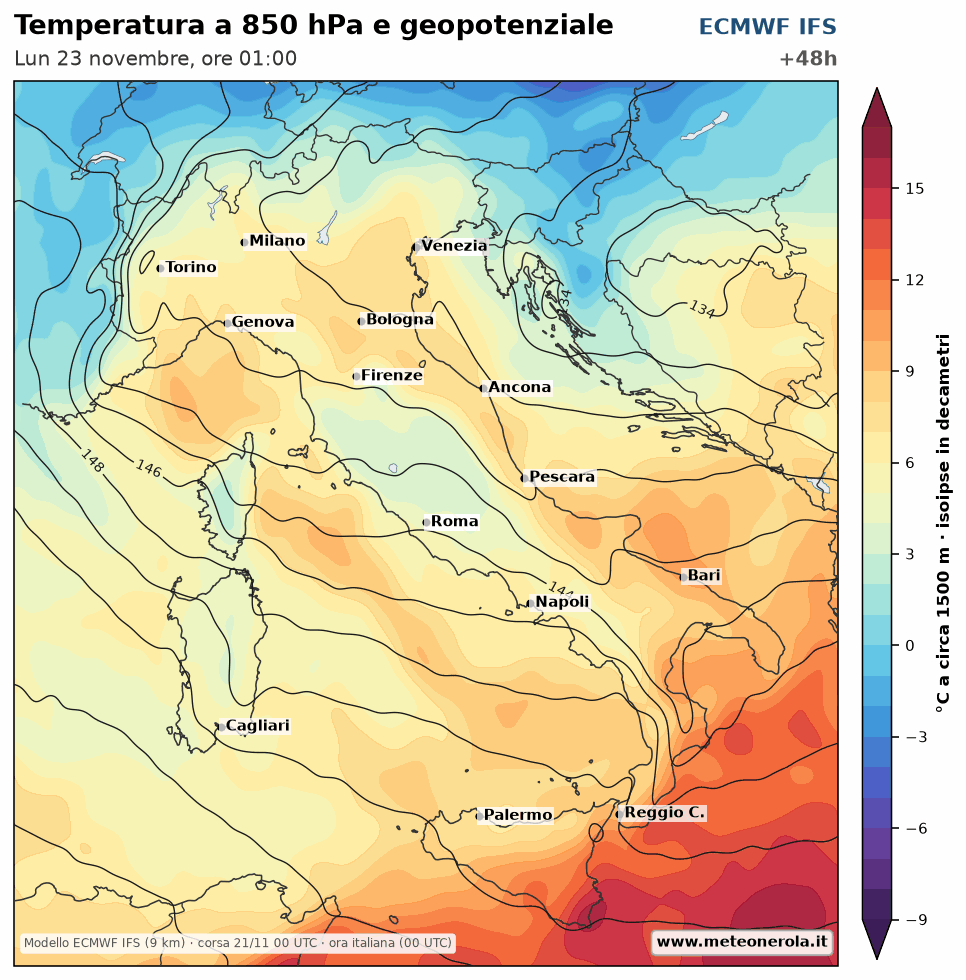 Temperatura a 850 hPa e geopotenziale
ECMWF IFS
Lun 23 novembre, ore 01:00
+48h
Milano
Venezia
Torino
134
134
Genova
Bologna
Firenze
Ancona
148
146
Pescara
Roma
Bari
144
Napoli
Cagliari
Palermo
Reggio C.
15
12
9
6
3
0
−3
−6
−9
°C a circa 1500 m · isoipse in decametri
Modello ECMWF IFS (9 km) · corsa 21/11 00 UTC · ora italiana (00 UTC)
www.meteonerola.it